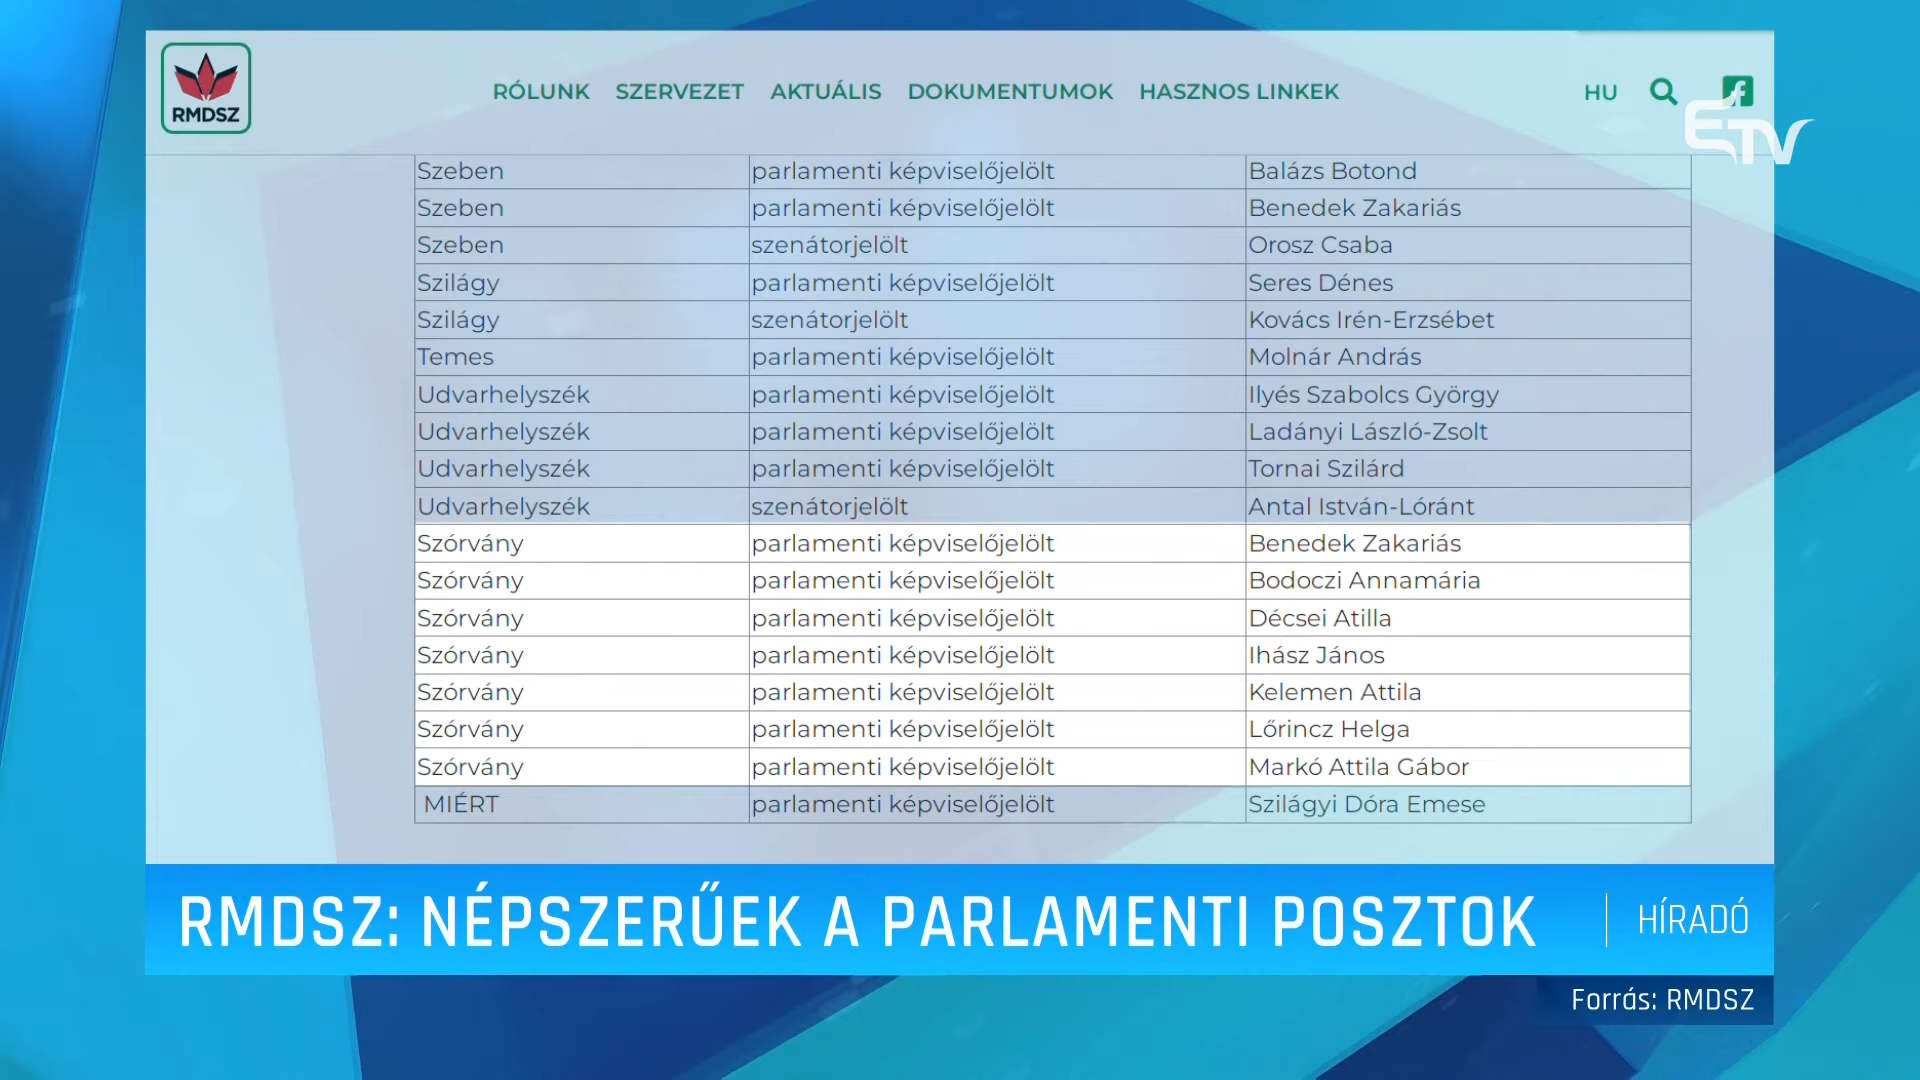 RMDSZ
RÓLUNK SZERVEZET AKTUÁLIS DOKUMENTUMOK HASZNOS LINKEK HU
ETV
Szeben parlamenti képviselőjelölt Balázs Botond
Szeben parlamenti képviselőjelölt Benedek Zakariás
Szeben szenátorjelölt Orosz Csaba
Szilágy parlamenti képviselőjelölt Seres Dénes
Szilágy szenátorjelölt Kovács Irén-Erzsébet
Temes parlamenti képviselőjelölt Molnár András
Udvarhelyszék parlamenti képviselőjelölt Ilyés Szabolcs György
Udvarhelyszék parlamenti képviselőjelölt Ladányi László-Zsolt
Udvarhelyszék parlamenti képviselőjelölt Tornai Szilárd
Udvarhelyszék szenátorjelölt Antal István-Lóránt
Szórvány parlamenti képviselőjelölt Benedek Zakariás
Szórvány parlamenti képviselőjelölt Bodoczi Annamária
Szórvány parlamenti képviselőjelölt Décsei Atilla
Szórvány parlamenti képviselőjelölt Ihász János
Szórvány parlamenti képviselőjelölt Kelemen Attila
Szórvány parlamenti képviselőjelölt Lőrincz Helga
Szórvány parlamenti képviselőjelölt Markó Attila Gábor
MIÉRT parlamenti képviselőjelölt Szilágyi Dóra Emese
RMDSZ: NÉPSZERŰEK A PARLAMENTI POSZTOK HÍRADÓ
Forrás: RMDSZ